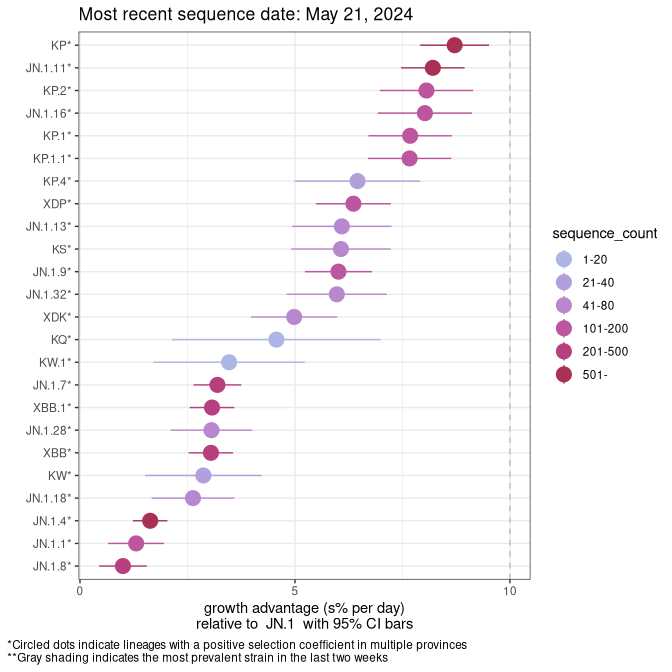 Most recent sequence date: May 21, 2024
KP*
JN.1.11*
KP.2*
JN.1.16*
KP.1*
KP.1.1*
KP.4*
XDP*
JN.1.13*
KS*
JN.1.9*
JN.1.32*
XDK*
KQ*
KW.1*
JN.1.7*
XBB.1*
JN.1.28*
XBB*
KW*
JN.1.18*
JN.1.4*
JN.1.1*
JN.1.8*
0 5 10
growth advantage (s% per day)
relative to JN.1 with 95% CI bars
sequence_count
1-20
21-40
41-80
101-200
201-500
501-
*Circled dots indicate lineages with a positive selection coefficient in multiple provinces
**Gray shading indicates the most prevalent strain in the last two weeks